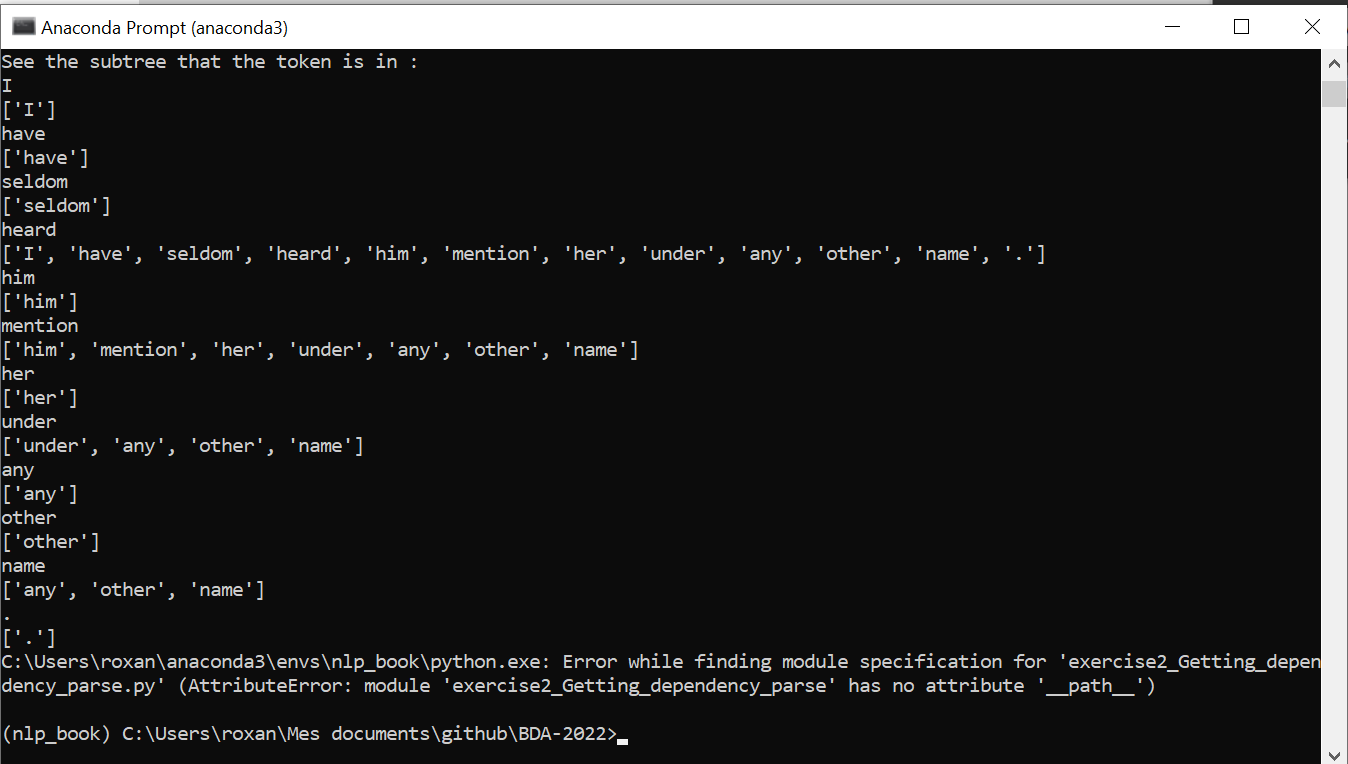 Anaconda Prompt (anaconda3)
See the subtree that the token is in :
I
['I']
have
['have']
seldom
['seldom']
heard
['I', 'have', 'seldom', 'heard', 'him', 'mention', 'her', 'under', 'any', 'other', 'name', '.']
him
['him']
mention
['him', 'mention', 'her', 'under', 'any', 'other', 'name']
her
['her']
under
['under', 'any', 'other', 'name']
any
['any']
other
['other']
name
['any', 'other', 'name']
.
['.']
C:\Users\roxan\anaconda3\envs\nlp_book\python.exe: Error while finding module specification for 'exercise2_Getting_depen
dency_parse.py' (AttributeError: module 'exercise2_Getting_dependency_parse' has no attribute '__path__')
(nlp_book) C:\Users\roxan\Mes documents\github\BDA-2022>